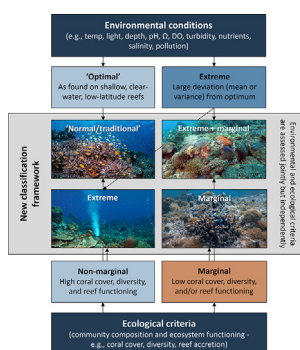 Environmental conditions
(e.g., temp, light, depth, pH, Ω, DO, turbidity, nutrients,
salinity, pollution)
'Optimal'
As found on shallow, clear-
water, low-latitude reefs
Extreme
Large deviation (mean or
variance) from optimum
New classification
framework
'Normal/traditional'
Extreme + marginal
Extreme
Marginal
Environmental and ecological criteria
are assessed jointly but independently
Non-marginal
High coral cover, diversity,
and reef functioning
Marginal
Low coral cover, diversity,
and/or reef functioning
Ecological criteria
(community composition and ecosystem functioning -
e.g., coral cover, diversity, reef accretion)